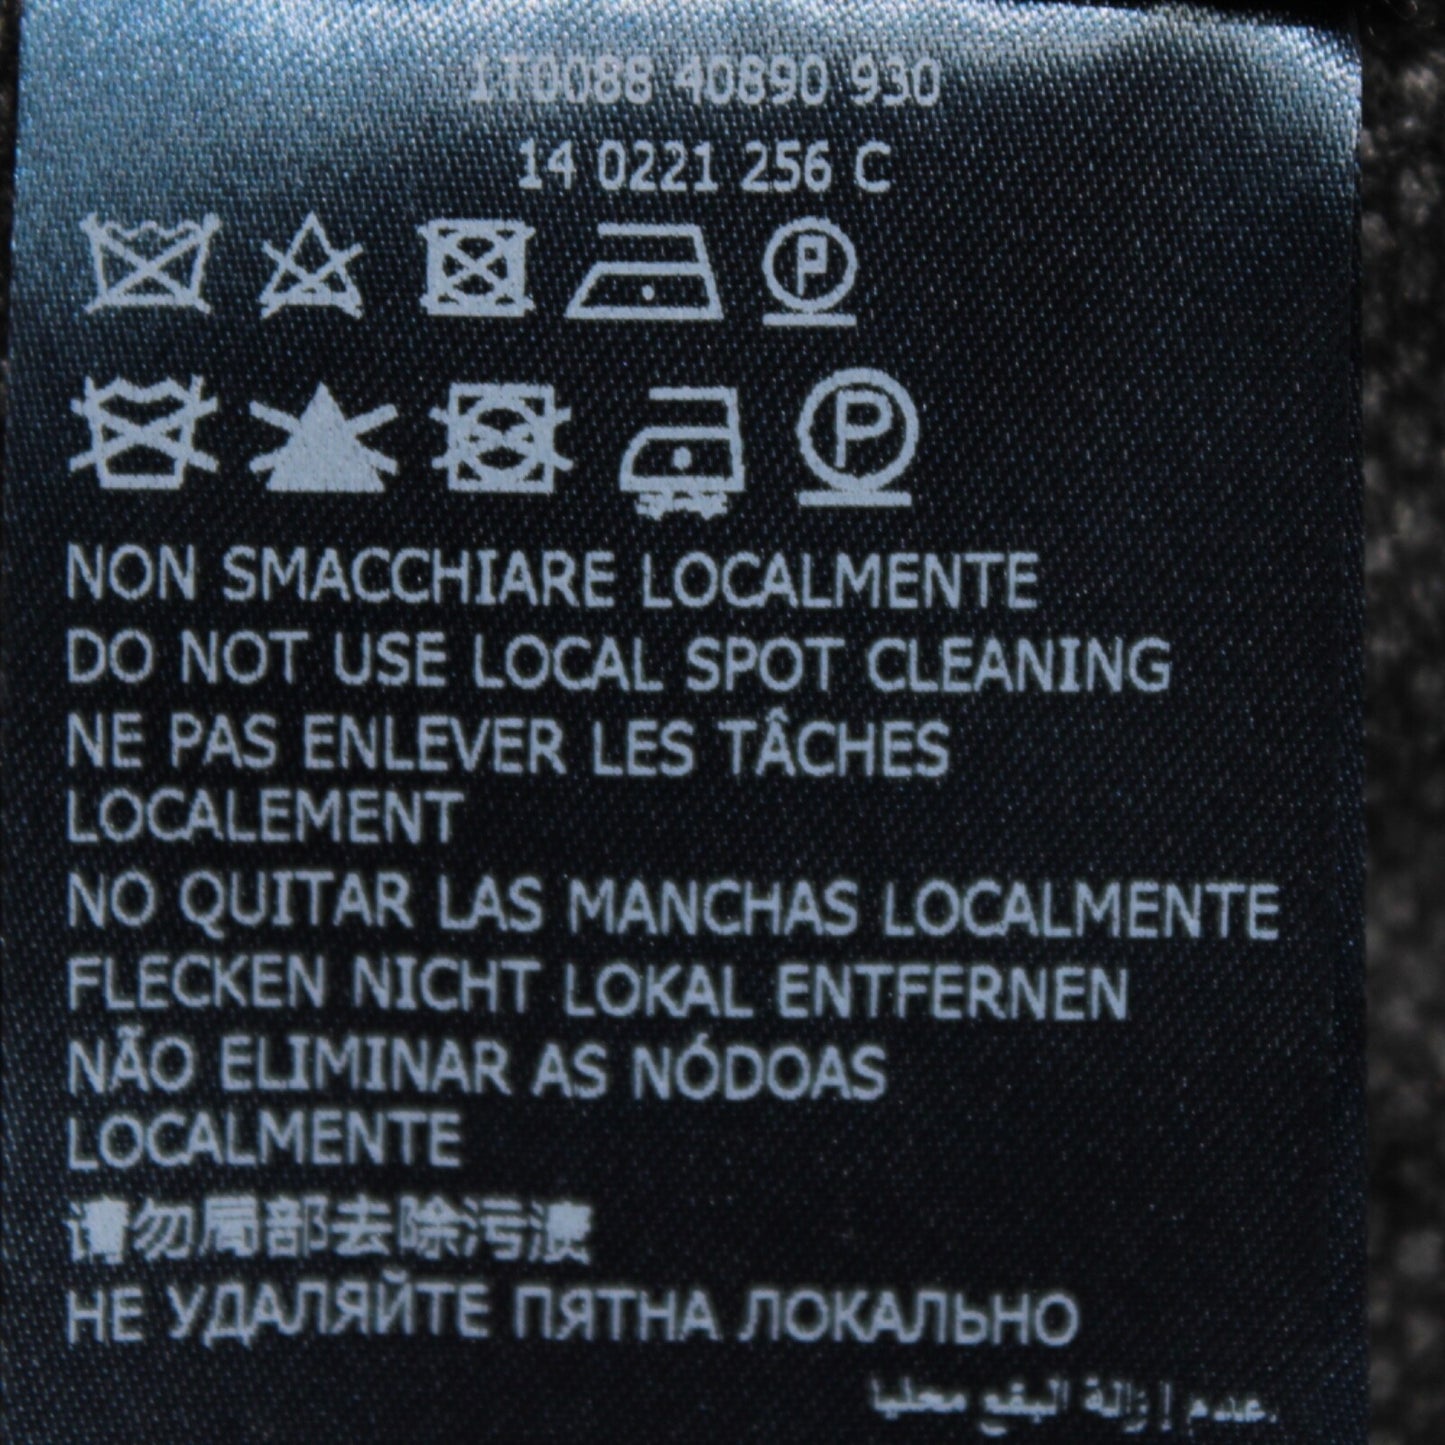 1T0088 40890 930
14 0221 256 C
P
P
NON SMACCHIARE LOCALMENTE
DO NOT USE LOCAL SPOT CLEANING
NE PAS ENLEVER LES TÂCHES
LOCALEMENT
NO QUITAR LAS MANCHAS LOCALMENTE
FLECKEN NICHT LOKAL ENTFERNEN
NÃO ELIMINAR AS NÓDOAS
LOCALMENTE
请勿局部去除污渍
НЕ УДАЛЯЙТЕ ПЯТНА ЛОКАЛЬНО
عدم إزالة البقع محليا.